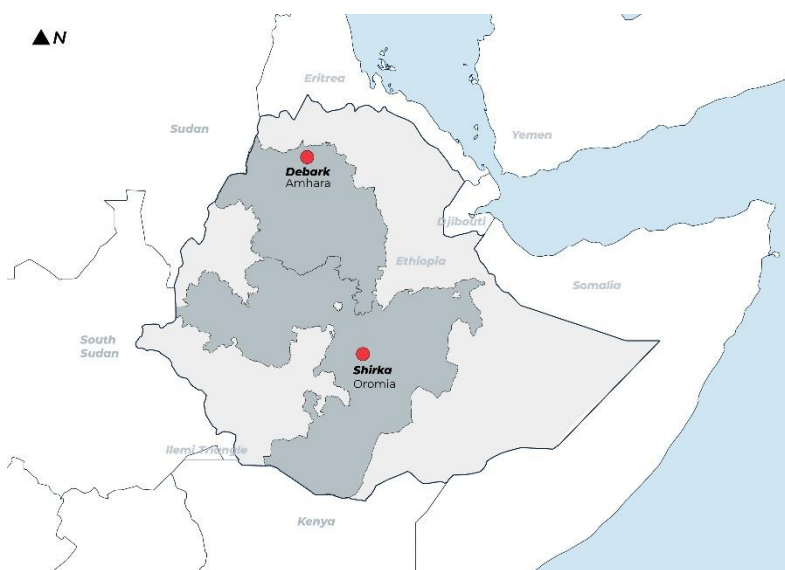 N
Eritrea
Sudan
Yemen
Debark
Amhara
Djibouti
Ethiopia
Somalia
South
Sudan
Shirka
Oromia
Ilemi Triangle
Kenya